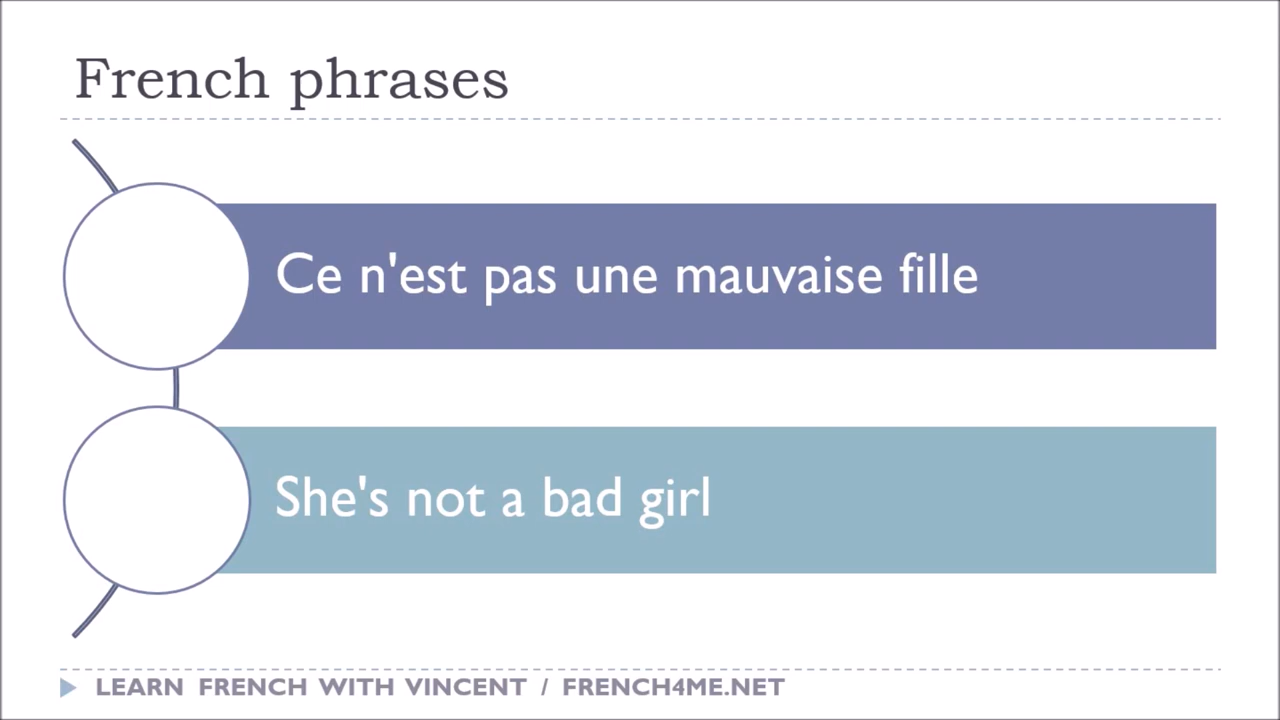 French phrases
Ce n'est pas une mauvaise fille
She's not a bad girl
LEARN FRENCH WITH VINCENT / FRENCH4ME.NET